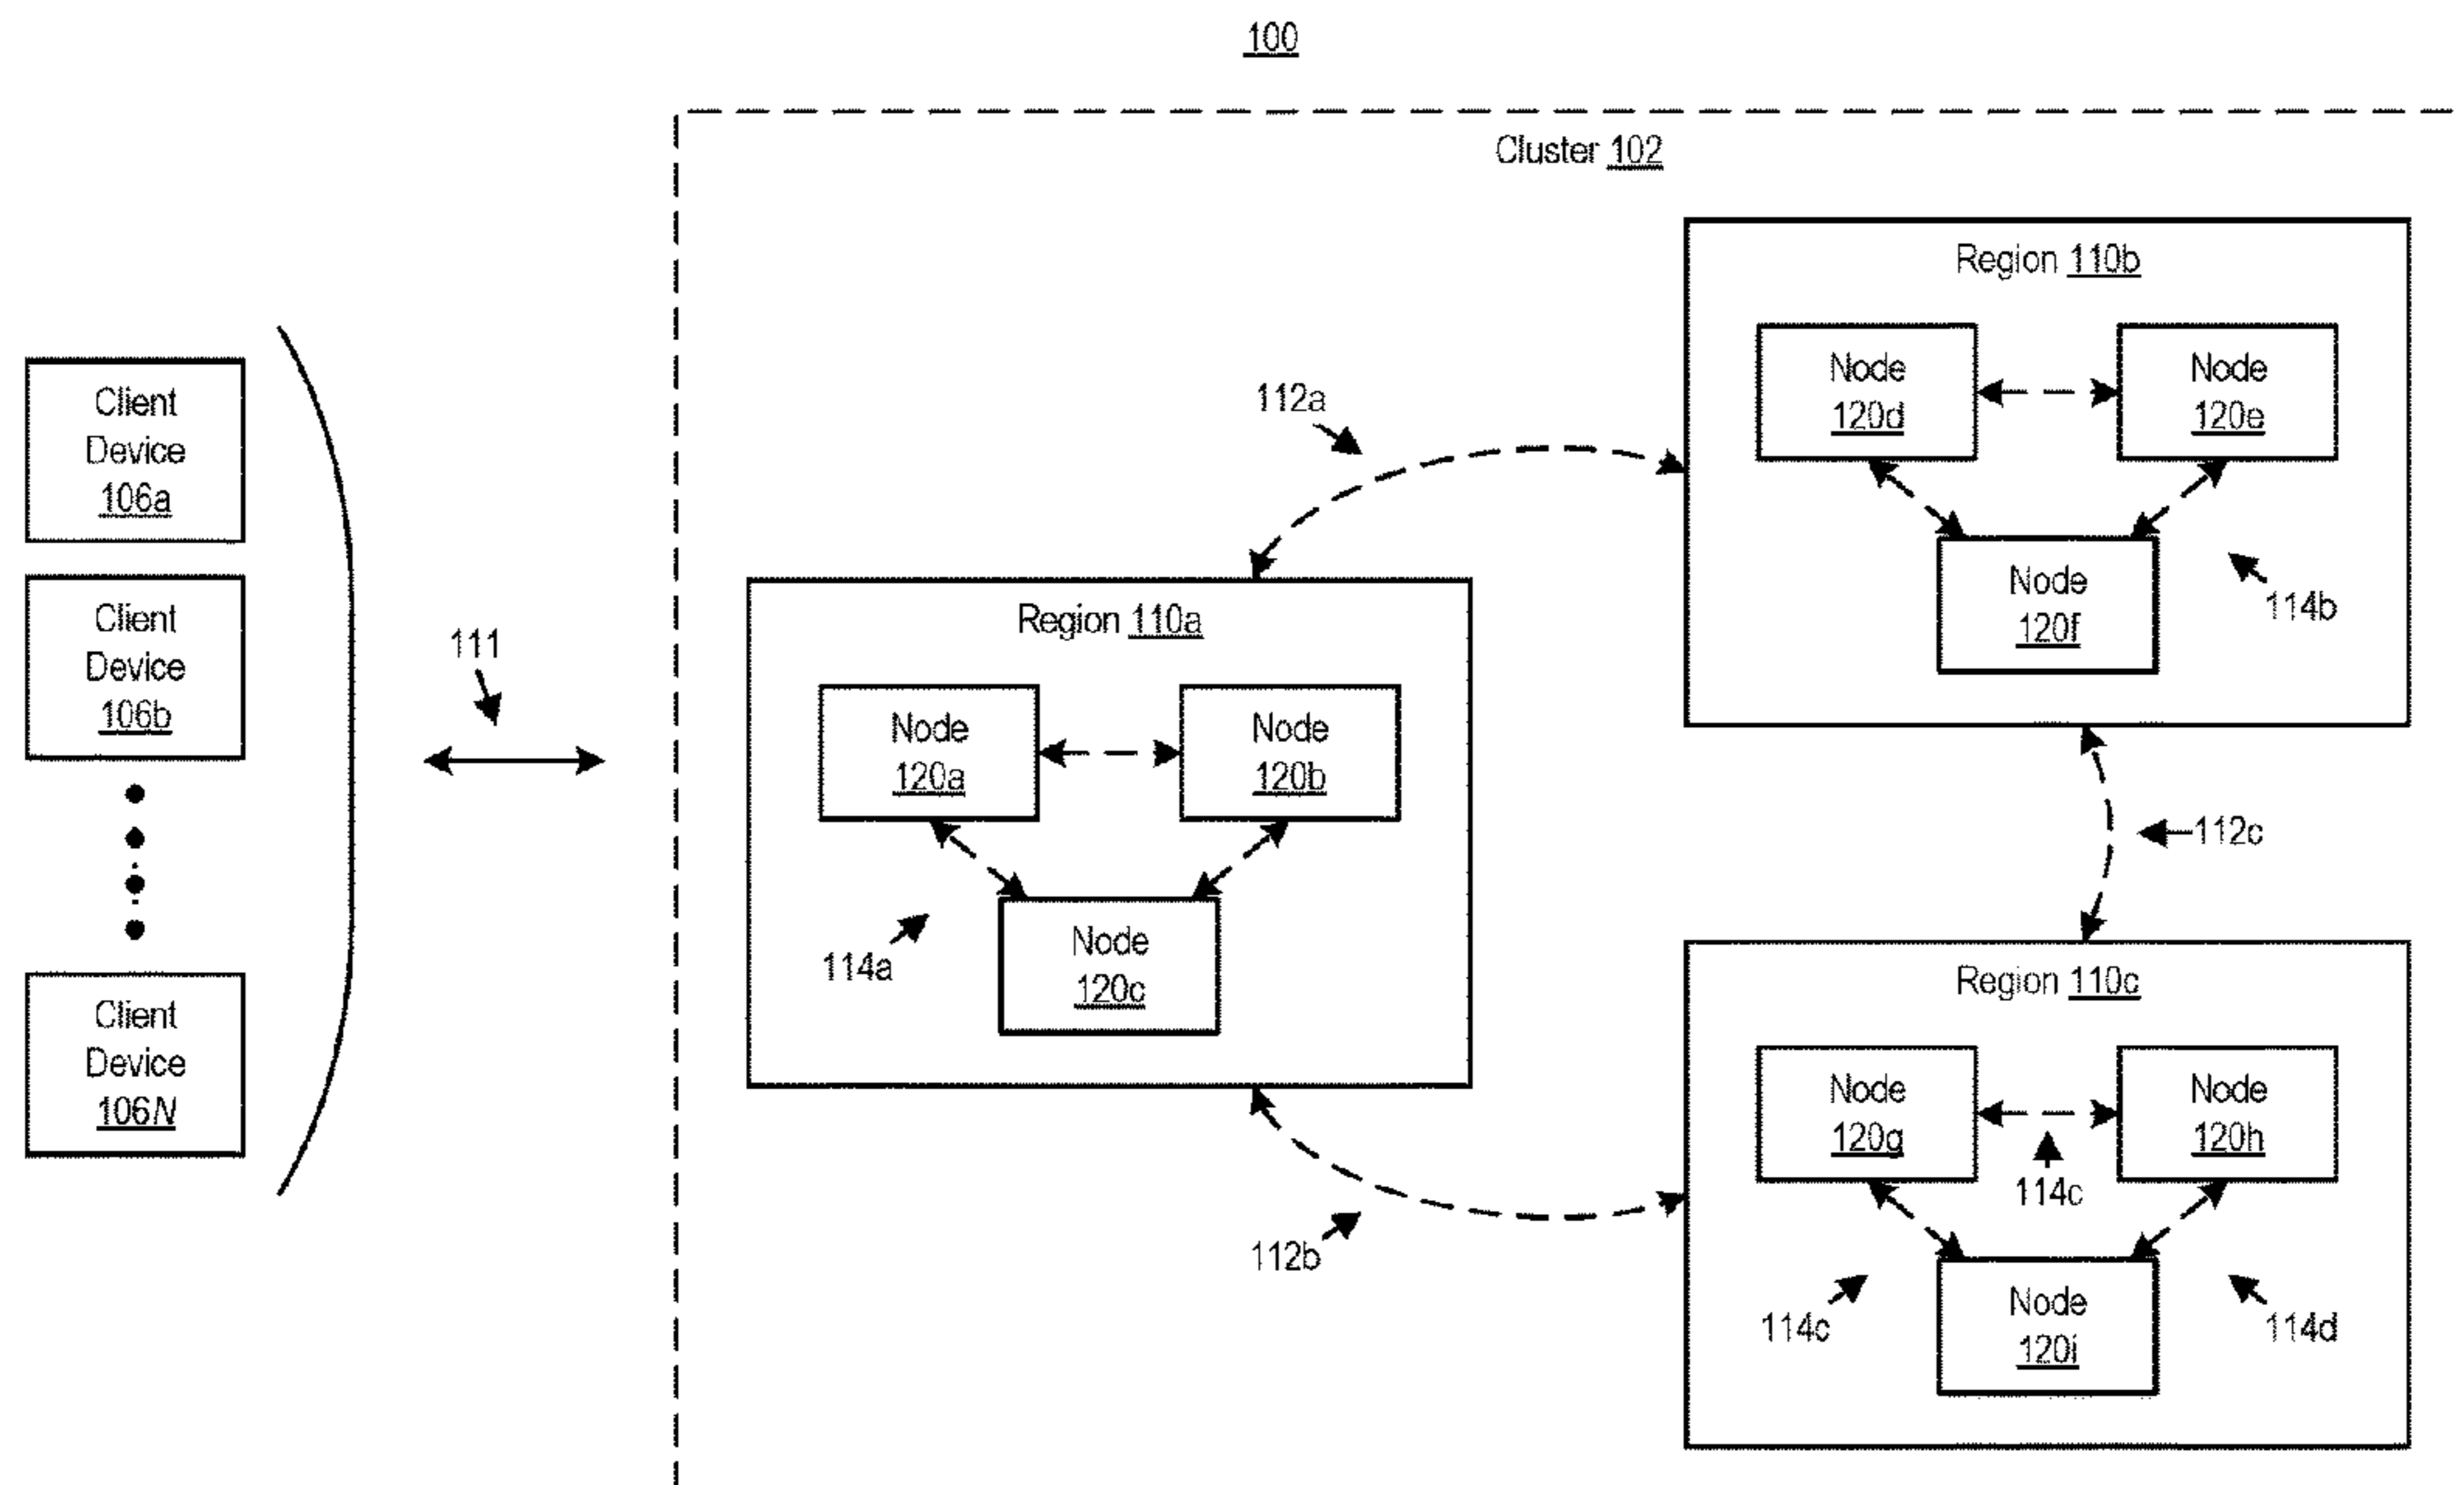 100
Cluster 102
Client
Device
106a
Client
Device
106b
Client
Device
106N
111
112a
Region 110a
Node
120a
Node
120b
Node
120c
114a
112b
Region 110b
Node
120d
Node
120e
Node
120f
114b
112c
Region 110c
Node
120g
Node
120h
114c
Node
120i
114c
114d